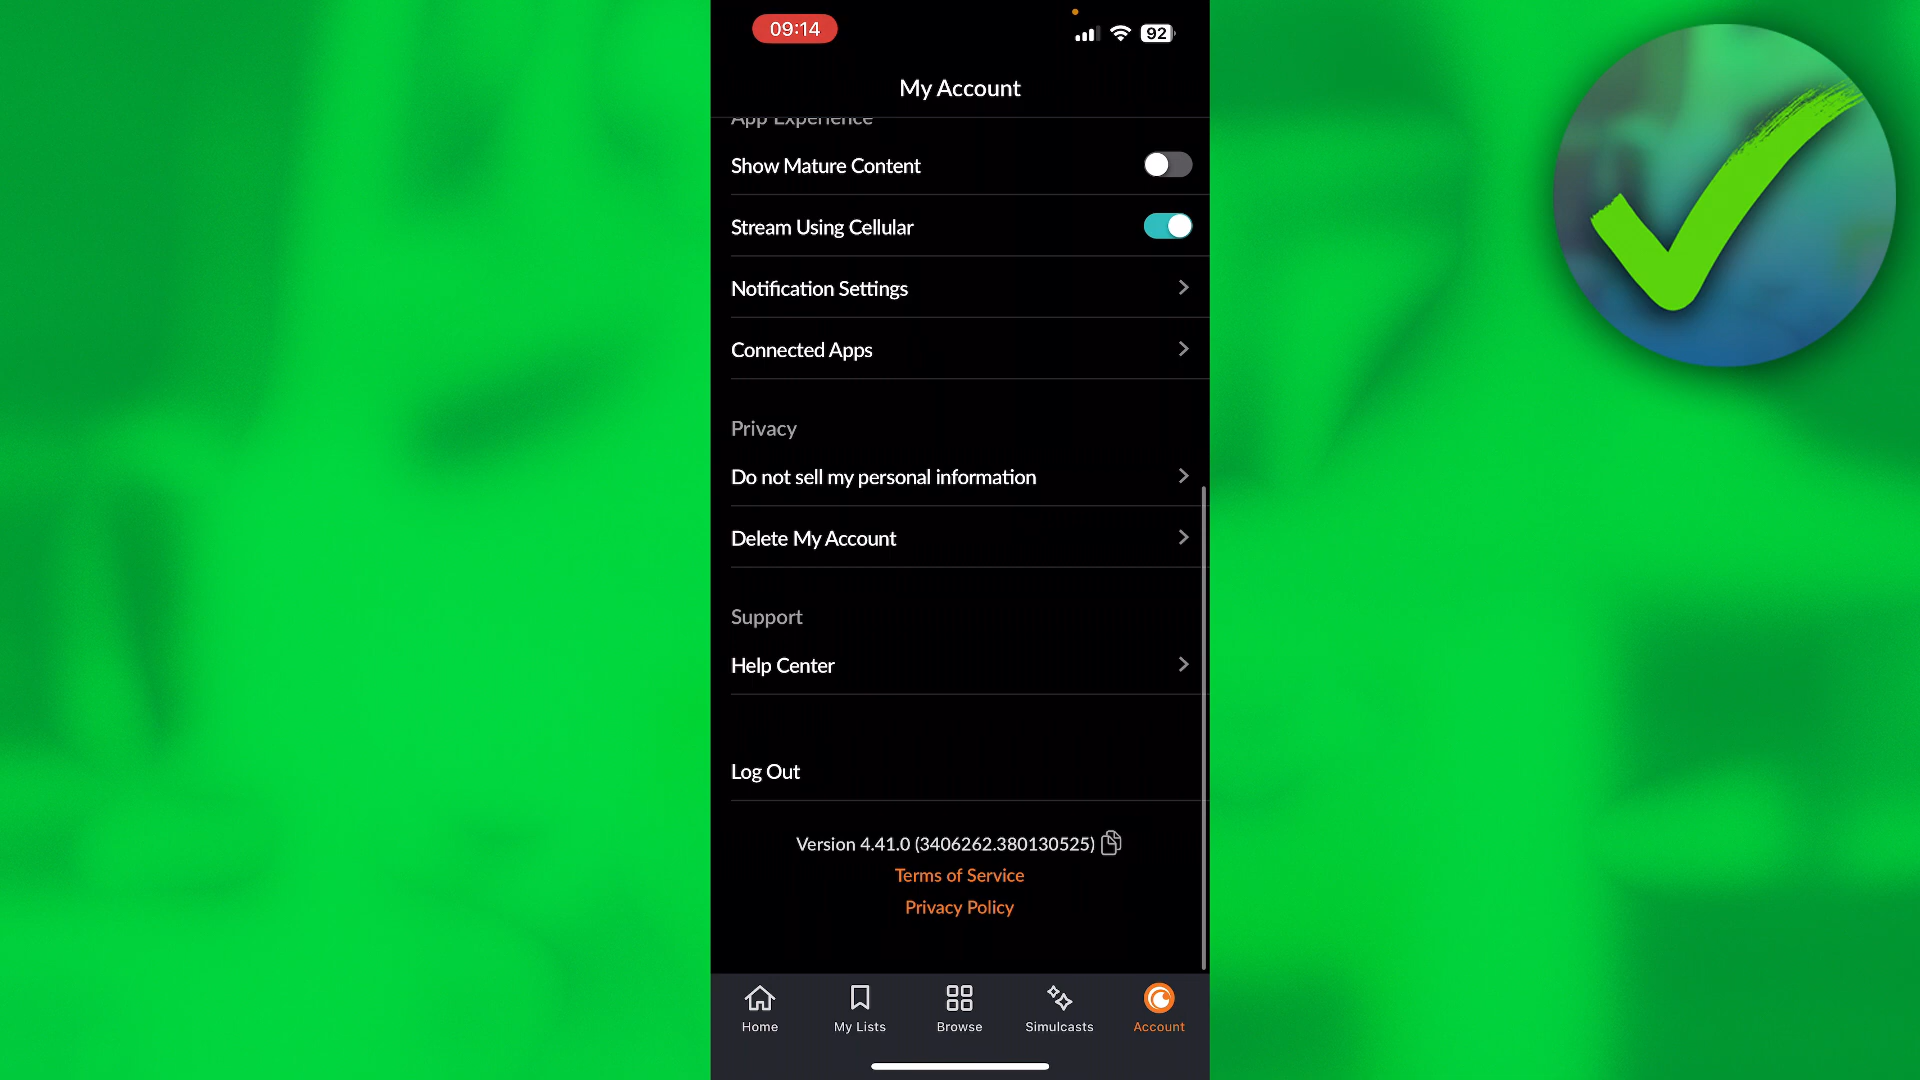 09:14
92
My Account
App Experience
Show Mature Content
Stream Using Cellular
Notification Settings
Connected Apps
Privacy
Do not sell my personal information
Delete My Account
Support
Help Center
Log Out
Version 4.41.0 (3406262.380130525)
Terms of Service
Privacy Policy
Home
My Lists
Browse
Simulcasts
Account